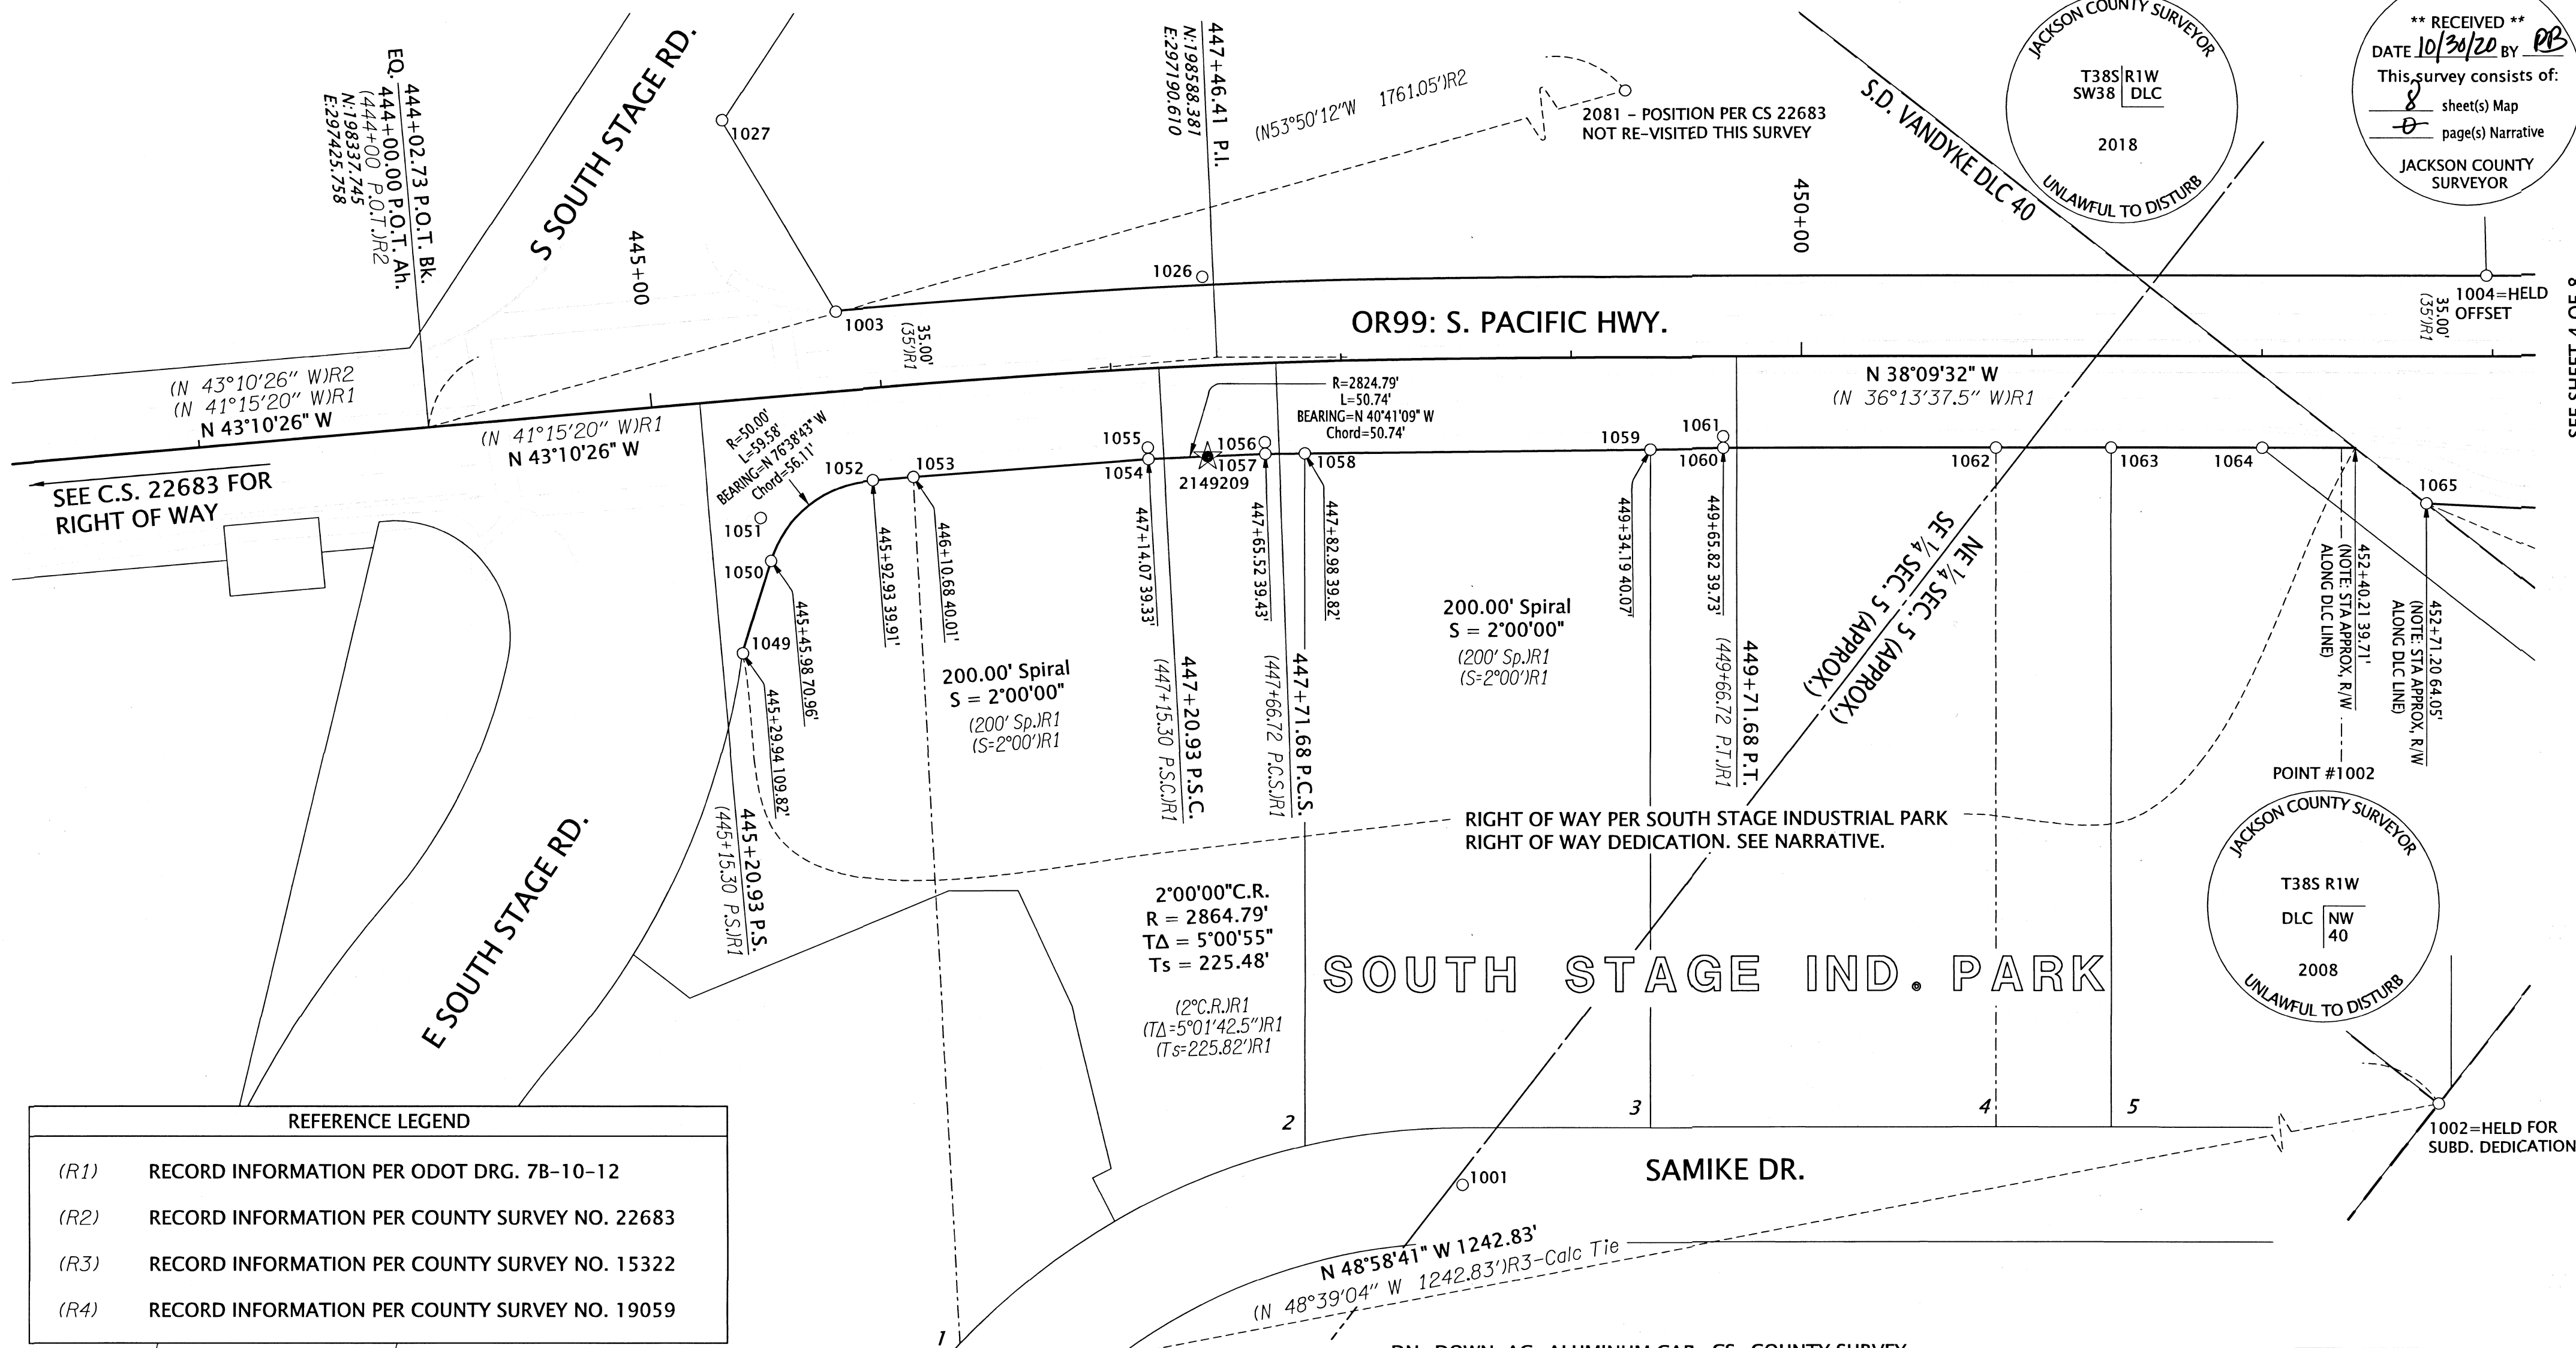 EQ. 444+02.73 P.O.T. Bk.
444+00.00 P.O.T. Ah.
(444+00 P.O.T.)R2
N:198337.745
E:297425.758
S SOUTH STAGE RD.
445+00
1027
1003
35.00'
(35')R1
447+46.41 P.I.
N:198588.381
E:297190.610
1026
(N53°50'12"W 1761.05')R2
2081 - POSITION PER CS 22683
NOT RE-VISITED THIS SURVEY
450+00
S.D. VANDYKE DLC 40
JACKSON COUNTY SURVEYOR
T38S R1W
SW38 DLC
2018
UNLAWFUL TO DISTURB
** RECEIVED **
DATE 10/30/20 BY PB
This survey consists of:
8 sheet(s) Map
0 page(s) Narrative
JACKSON COUNTY
SURVEYOR
1004=HELD
OFFSET
35.00'
(35')R1
OR99: S. PACIFIC HWY.
(N 43°10'26" W)R2
(N 41°15'20" W)R1
N 43°10'26" W
(N 41°15'20" W)R1
N 43°10'26" W
SEE C.S. 22683 FOR
RIGHT OF WAY
R=50.00'
L=59.58'
BEARING=N 76°38'43" W
Chord=56.11'
R=2824.79'
L=50.74'
BEARING=N 40°41'09" W
Chord=50.74'
N 38°09'32" W
(N 36°13'37.5" W)R1
1049
1050
1051
1052
1053
1054
1055
1056
1057
2149209
1058
1059
1060
1061
1062
1063
1064
1065
445+29.94 109.82'
445+45.98 70.96'
445+92.93 39.91'
446+10.68 40.01'
447+14.07 39.33'
447+65.52 39.43'
447+82.98 39.82'
449+34.19 40.07'
449+65.82 39.73'
452+40.21 39.71'
(NOTE: STA APPROX, R/W
ALONG DLC LINE)
452+71.20 64.05'
(NOTE: STA APPROX, R/W
ALONG DLC LINE)
445+20.93 P.S.
(445+15.30 P.S.)R1
447+20.93 P.S.C.
(447+15.30 P.S.C.)R1
447+71.68 P.C.S.
(447+66.72 P.C.S.)R1
449+71.68 P.T.
(449+66.72 P.T.)R1
200.00' Spiral
S = 2°00'00"
(200' Sp.)R1
(S=2°00')R1
200.00' Spiral
S = 2°00'00"
(200' Sp.)R1
(S=2°00')R1
SE ¼ SEC. 5 (APPROX.)
NE ¼ SEC. 5 (APPROX.)
RIGHT OF WAY PER SOUTH STAGE INDUSTRIAL PARK
RIGHT OF WAY DEDICATION. SEE NARRATIVE.
E SOUTH STAGE RD.
2°00'00"C.R.
R = 2864.79'
TΔ = 5°00'55"
Ts = 225.48'
(2°C.R.)R1
(TΔ=5°01'42.5")R1
(Ts=225.82')R1
SOUTH STAGE IND. PARK
POINT #1002
JACKSON COUNTY SURVEYOR
T38S R1W
DLC NW
40
2008
UNLAWFUL TO DISTURB
1002=HELD FOR
SUBD. DEDICATION
1
2
3
4
5
SAMIKE DR.
1001
N 48°58'41" W 1242.83'
(N 48°39'04" W 1242.83')R3-Calc Tie
REFERENCE LEGEND
(R1) RECORD INFORMATION PER ODOT DRG. 7B-10-12
(R2) RECORD INFORMATION PER COUNTY SURVEY NO. 22683
(R3) RECORD INFORMATION PER COUNTY SURVEY NO. 15322
(R4) RECORD INFORMATION PER COUNTY SURVEY NO. 19059